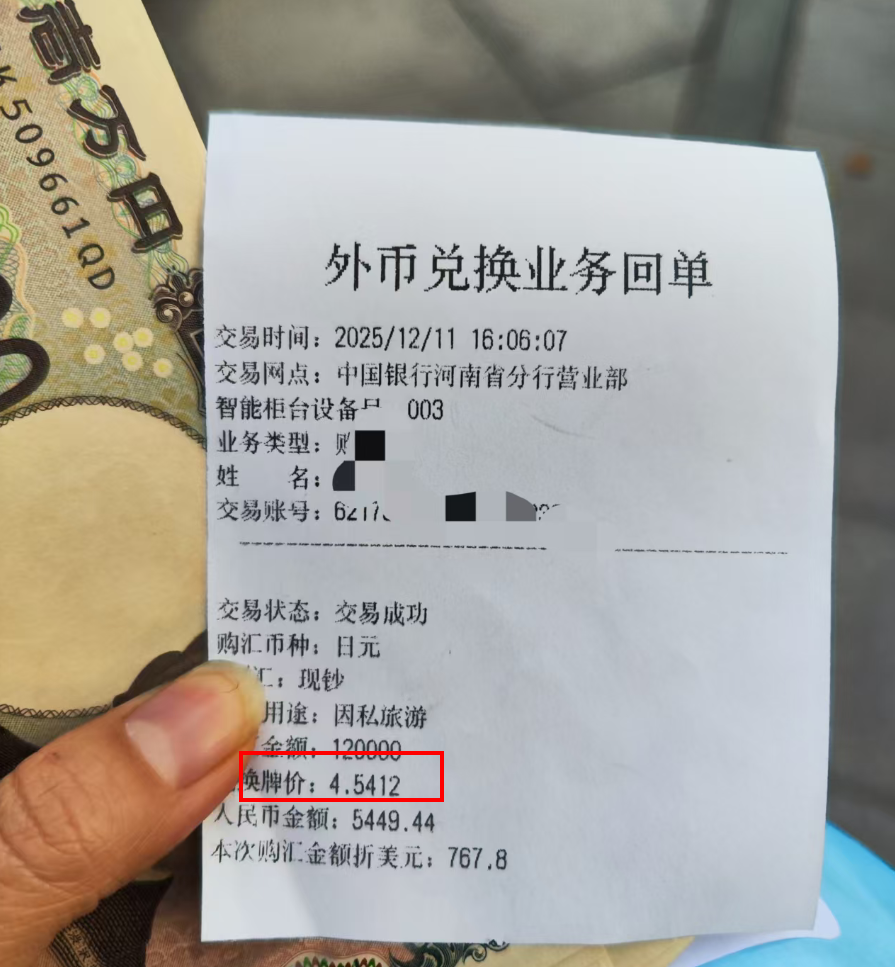 壹万円
K509661QD
外币兑换业务回单
交易时间：2025/12/11 16:06:07
交易网点：中国银行河南省分行营业部
智能柜台设备 003
业务类型：购
姓 名：
交易账号：6217
交易状态：交易成功
购汇币种：日元
汇：现钞
用途：因私旅游
金额：120000
换牌价：4.5412
人民币金额：5449.44
本次购汇金额折美元：767.8